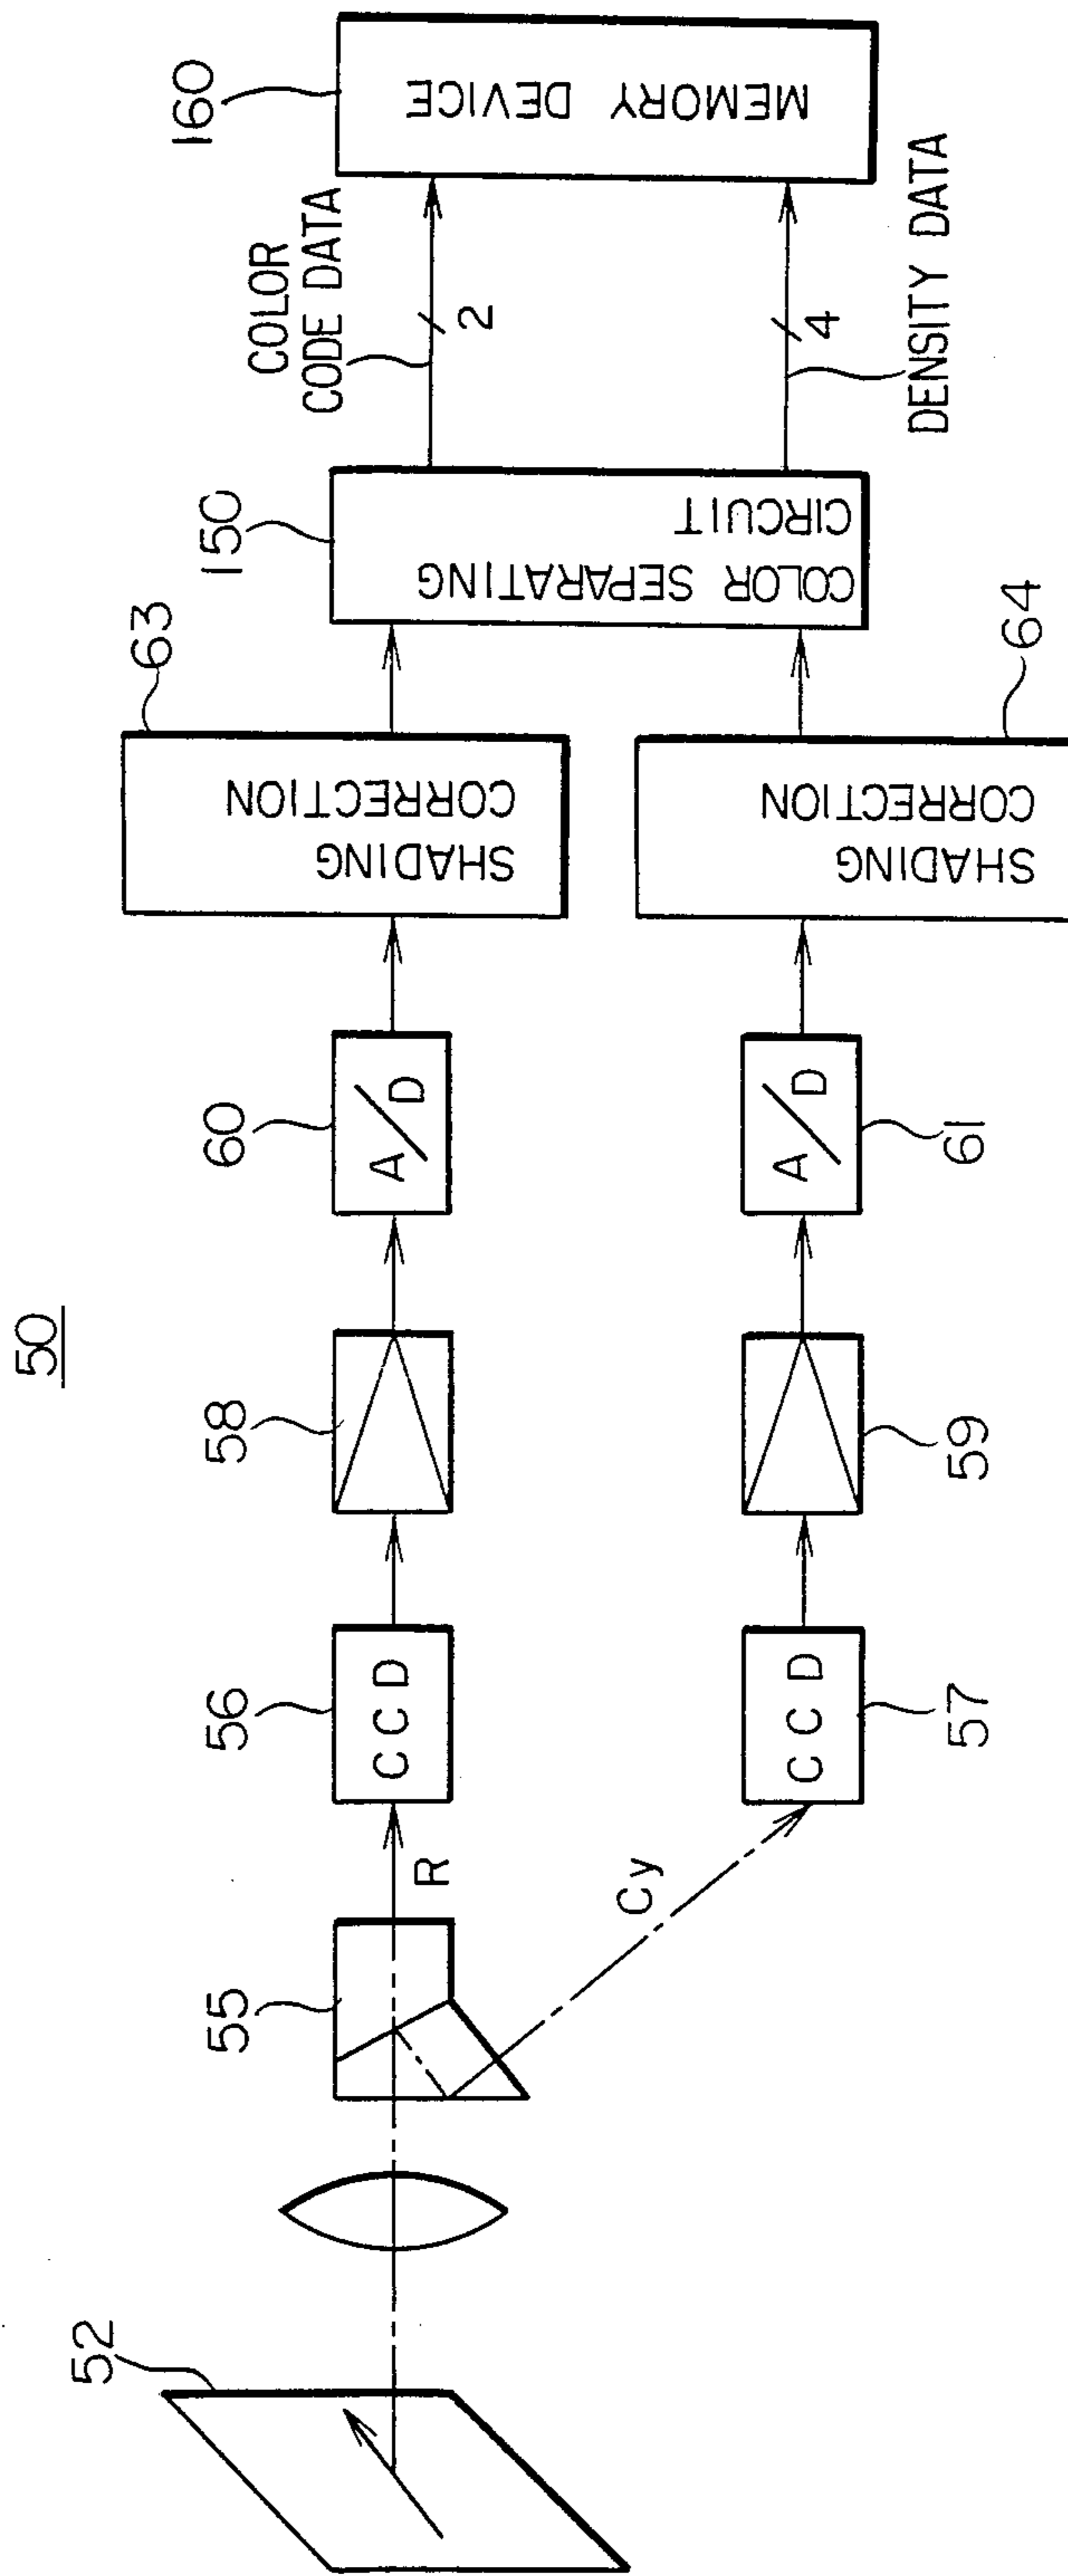 50
52
55
R
Cy
56
CCD
57
CCD
58
59
60
A/D
61
A/D
63
SHADING
CORRECTION
64
SHADING
CORRECTION
150
COLOR SEPARATING
CIRCUIT
COLOR
CODE DATA
2
4
DENSITY DATA
160
MEMORY DEVICE